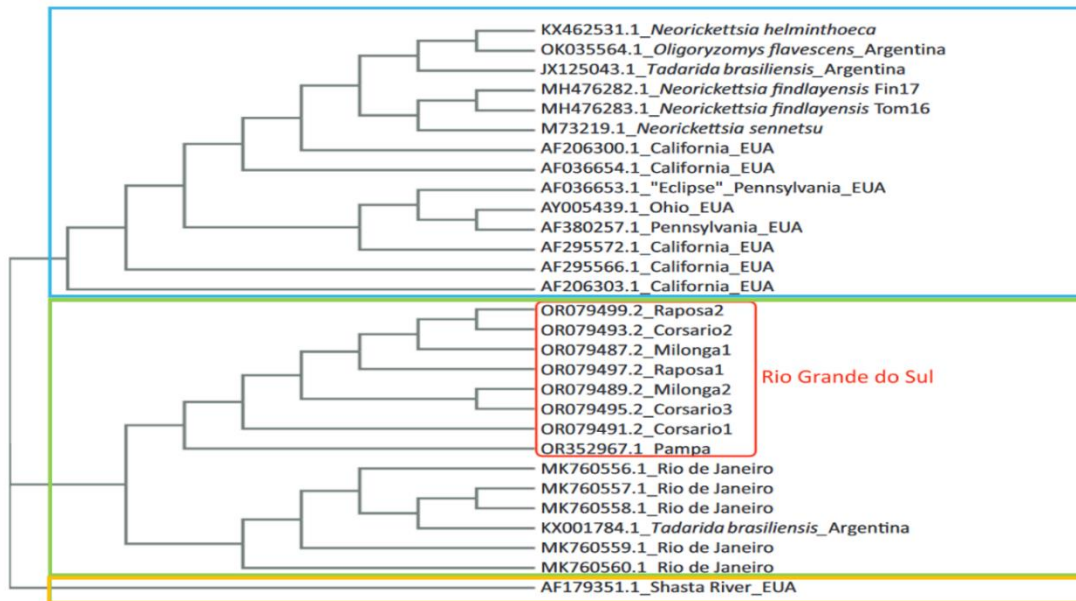 KX462531.1_Neorickettsia helminthoeca
OK035564.1_Oligoryzomys flavescens_Argentina
JX125043.1_Tadarida brasiliensis_Argentina
MH476282.1_Neorickettsia findlayensis Fin17
MH476283.1_Neorickettsia findlayensis Tom16
M73219.1_Neorickettsia sennetsu
AF206300.1_California_EUA
AF036654.1_California_EUA
AF036653.1_"Eclipse"_Pennsylvania_EUA
AY005439.1_Ohio_EUA
AF380257.1_Pennsylvania_EUA
AF295572.1_California_EUA
AF295566.1_California_EUA
AF206303.1_California_EUA
OR079499.2_Raposa2
OR079493.2_Corsario2
OR079487.2_Milonga1
OR079497.2_Raposa1
Rio Grande do Sul
OR079489.2_Milonga2
OR079495.2_Corsario3
OR079491.2_Corsario1
OR352967.1_Pampa
MK760556.1_Rio de Janeiro
MK760557.1_Rio de Janeiro
MK760558.1_Rio de Janeiro
KX001784.1_Tadarida brasiliensis_Argentina
MK760559.1_Rio de Janeiro
MK760560.1_Rio de Janeiro
AF179351.1_Shasta River_EUA